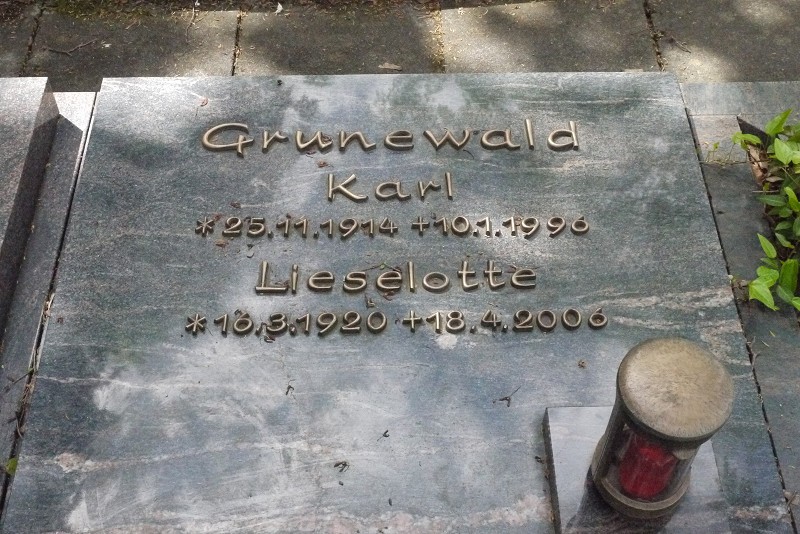 Grunewald
Karl
*25.11.1914 +10.1.1996
Lieselotte
*16.3.1920 +18.4.2006